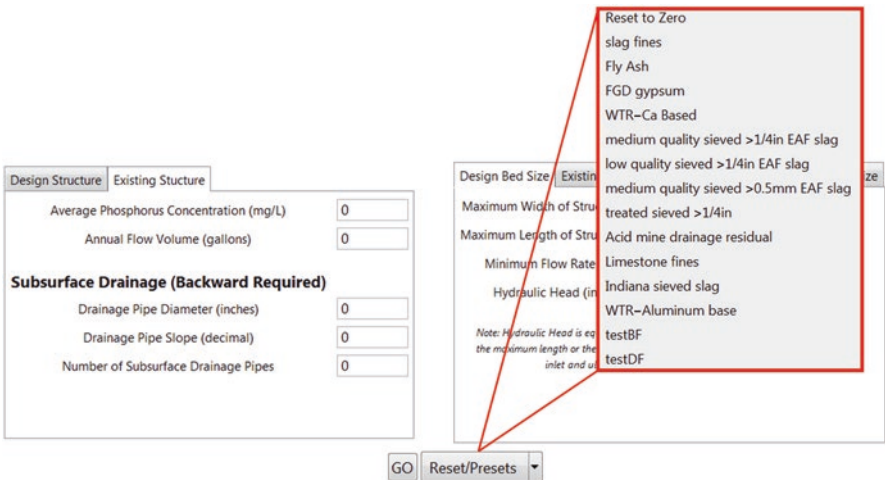 Reset to Zero
slag fines
Fly Ash
FGD gypsum
WTR-Ca Based
medium quality sieved >1/4in EAF slag
low quality sieved >1/4in EAF slag
medium quality sieved >0.5mm EAF slag
treated sieved >1/4in
Acid mine drainage residual
Limestone fines
Indiana sieved slag
WTR-Aluminum base
testBF
testDF
Design Structure Existing Stucture
Average Phosphorus Concentration (mg/L) 0
Annual Flow Volume (gallons) 0
Subsurface Drainage (Backward Required)
Drainage Pipe Diameter (inches) 0
Drainage Pipe Slope (decimal) 0
Number of Subsurface Drainage Pipes 0
Design Bed Size Existin ze
Maximum Width of Stru
Maximum Length of Stru
Minimum Flow Rate
Hydraulic Head (in
Note: Hydraulic Head is eq
the maximum length or the
inlet and u
GO Reset/Presets